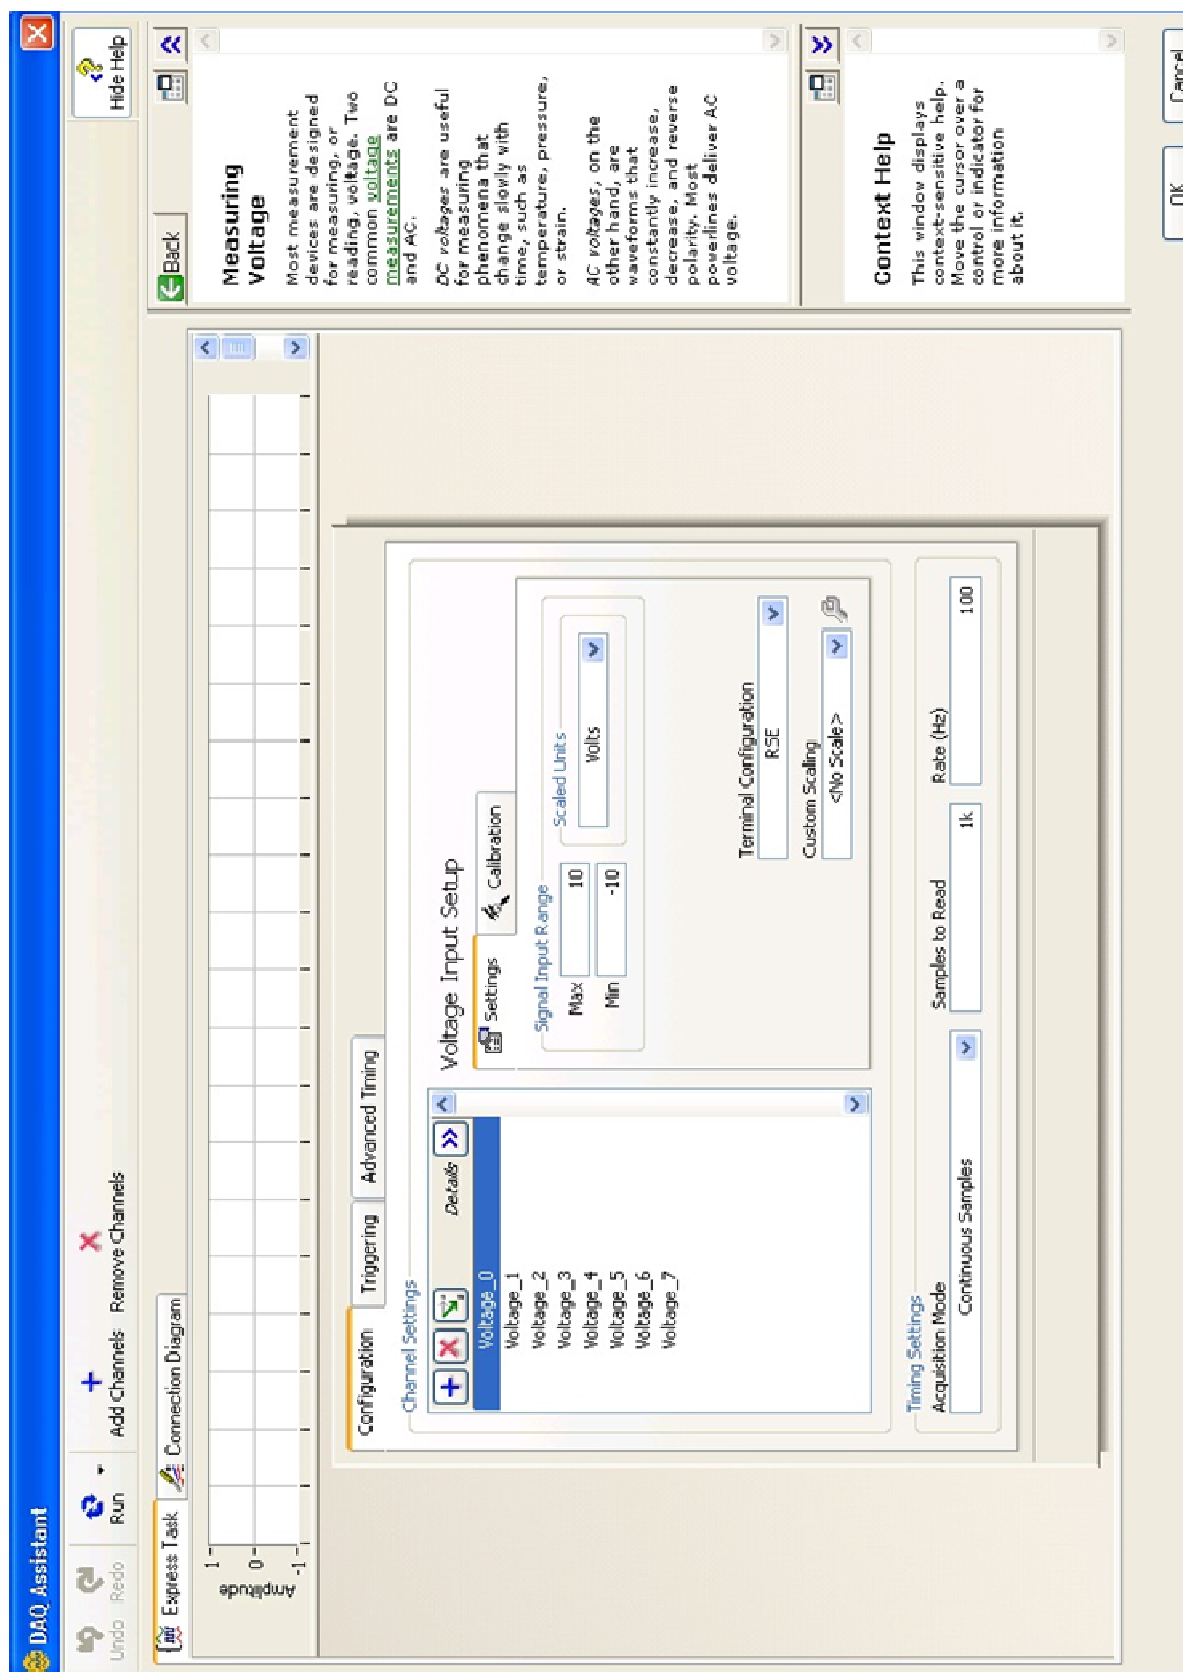 DAQ Assistant
Undo Redo Run Add Channels Remove Channels Hide Help
Express Task Connection Diagram
Amplitude
1
0
-1
Configuration Triggering Advanced Timing
Channel Settings
Details
Voltage_0
Voltage_1
Voltage_2
Voltage_3
Voltage_4
Voltage_5
Voltage_6
Voltage_7
Voltage Input Setup
Settings Calibration
Signal Input Range
Max 10
Min -10
Scaled Units
Volts
Terminal Configuration
RSE
Custom Scaling
<No Scale>
Timing Settings
Acquisition Mode Samples to Read Rate (Hz)
Continuous Samples 1k 100
Back
Measuring
Voltage
Most measurement
devices are designed
for measuring, or
reading, voltage. Two
common voltage
measurements are DC
and AC.
DC voltages are useful
for measuring
phenomena that
change slowly with
time, such as
temperature, pressure,
or strain.
AC voltages, on the
other hand, are
waveforms that
constantly increase,
decrease, and reverse
polarity. Most
powerlines deliver AC
voltage.
Context Help
This window displays
context-sensitive help.
Move the cursor over a
control or indicator for
more information
about it.
OK Cancel